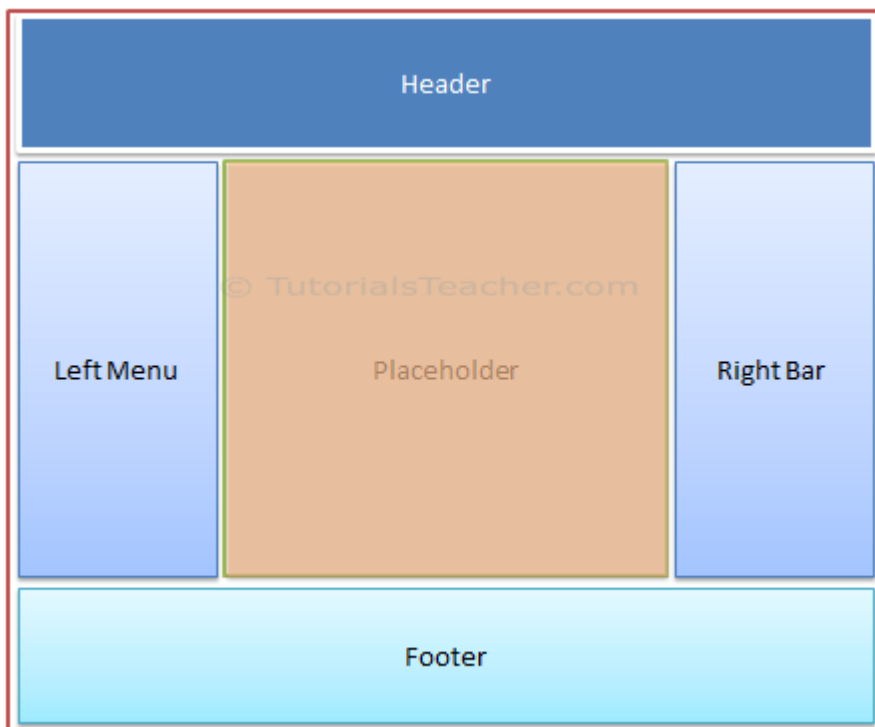 Header
© TutorialsTeacher.com
Left Menu
Placeholder
Right Bar
Footer